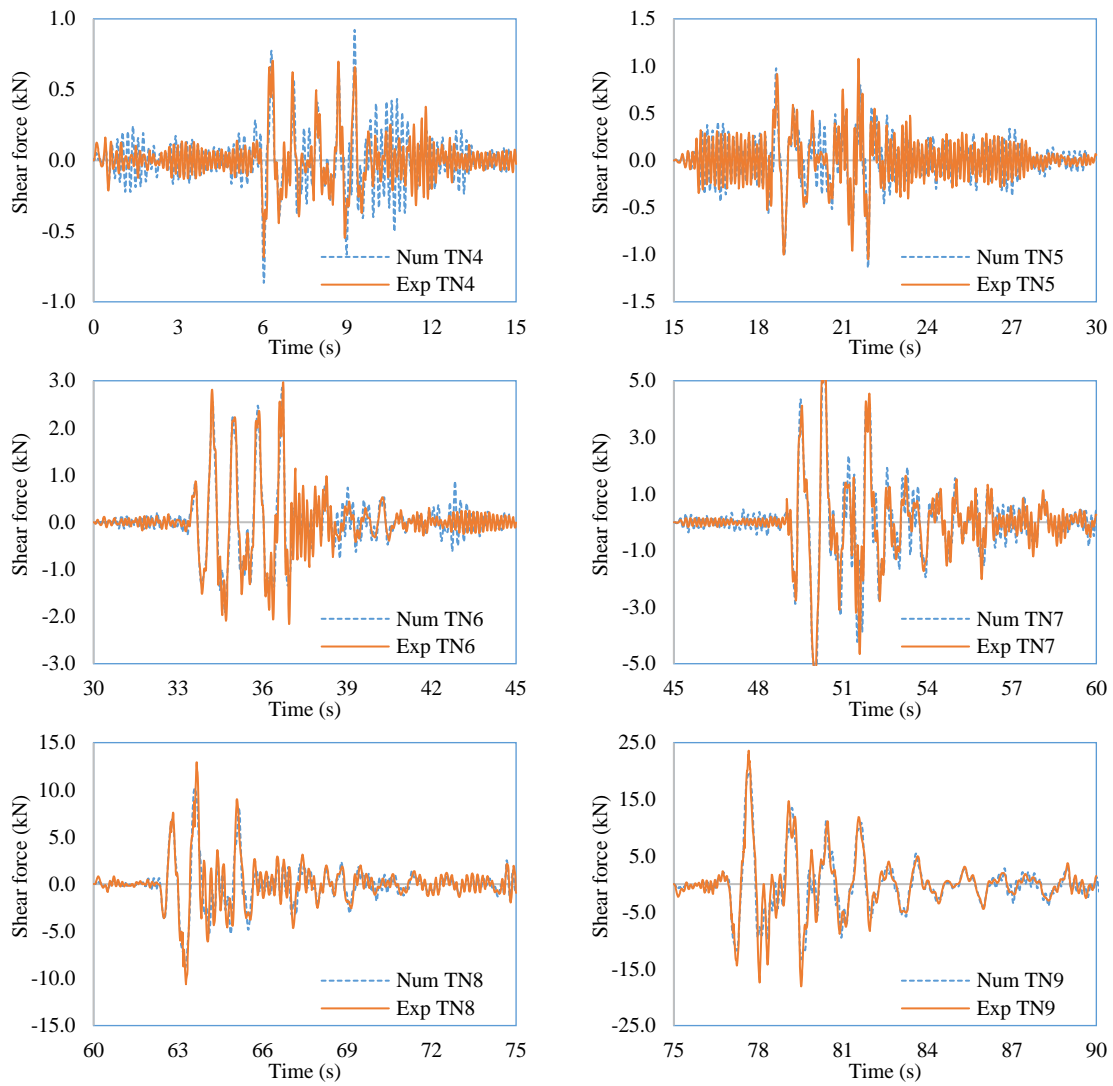 1.0
0.5
0.0
-0.5
-1.0
Shear force (kN)
Num TN4
Exp TN4
0 3 6 9 12 15
Time (s)
1.5
1.0
0.5
0.0
-0.5
-1.0
-1.5
Shear force (kN)
Num TN5
Exp TN5
15 18 21 24 27 30
Time (s)
3.0
2.0
1.0
0.0
-1.0
-2.0
-3.0
Shear force (kN)
Num TN6
Exp TN6
30 33 36 39 42 45
Time (s)
5.0
3.0
1.0
-1.0
-3.0
-5.0
Shear force (kN)
Num TN7
Exp TN7
45 48 51 54 57 60
Time (s)
15.0
10.0
5.0
0.0
-5.0
-10.0
-15.0
Shear force (kN)
Num TN8
Exp TN8
60 63 66 69 72 75
Time (s)
25.0
15.0
5.0
-5.0
-15.0
-25.0
Shear force (kN)
Num TN9
Exp TN9
75 78 81 84 87 90
Time (s)